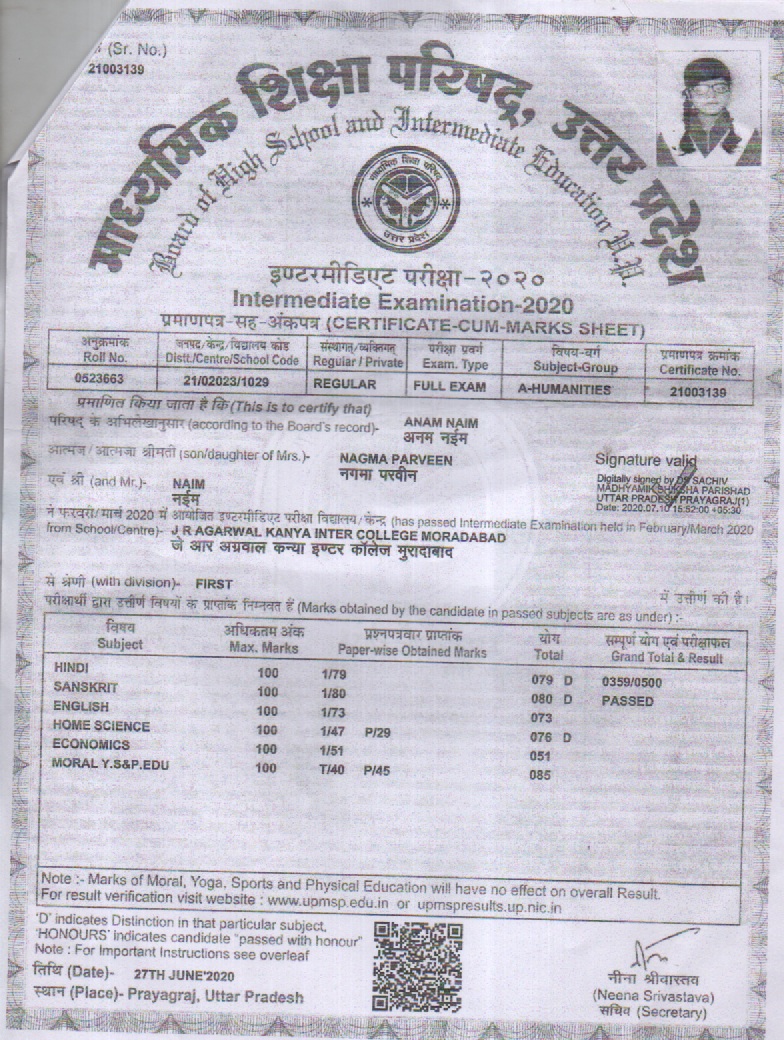 (Sr. No.)
21003139
माध्यमिक शिक्षा परिषद्, उत्तर प्रदेश
Board of High School and Intermediate Education U.P.
माध्यमिक शिक्षा परिषद
उत्तर प्रदेश
इण्टरमीडिएट परीक्षा-२०२०
Intermediate Examination-2020
प्रमाणपत्र-सह-अंकपत्र (CERTIFICATE-CUM-MARKS SHEET)
अनुक्रमांक जनपद/केन्द्र/विद्यालय कोड संस्थागत/व्यक्तिगत परीक्षा प्रवर्ग विषय-वर्ग प्रमाणपत्र क्रमांक
Roll No. Distt./Centre/School Code Regular / Private Exam. Type Subject-Group Certificate No.
0523663 21/02023/1029 REGULAR FULL EXAM A-HUMANITIES 21003139
प्रमाणित किया जाता है कि (This is to certify that)
परिषद् के अभिलेखानुसार (according to the Board's record)- ANAM NAIM
अनम नईम
आत्मज/आत्मजा श्रीमती (son/daughter of Mrs.)- NAGMA PARVEEN
नगमा परवीन
एवं श्री (and Mr.)- NAIM
नईम
Signature valid
Digitally signed by DS SACHIV
MADHYAMIK SHIKSHA PARISHAD
UTTAR PRADESH PRAYAGRAJ(1)
Date: 2020.07.10 15:52:00 +05:30
ने फरवरी/मार्च 2020 में आयोजित इण्टरमीडिएट परीक्षा विद्यालय/केन्द्र (has passed Intermediate Examination held in February/March 2020
from School/Centre)- J R AGARWAL KANYA INTER COLLEGE MORADABAD
जे आर अग्रवाल कन्या इण्टर कॉलेज मुरादाबाद
से श्रेणी (with division)- FIRST में उत्तीर्ण की है।
परीक्षार्थी द्वारा उत्तीर्ण विषयों के प्राप्तांक निम्नवत हैं (Marks obtained by the candidate in passed subjects are as under) :-
विषय अधिकतम अंक प्रश्नपत्रवार प्राप्तांक योग सम्पूर्ण योग एवं परीक्षाफल
Subject Max. Marks Paper-wise Obtained Marks Total Grand Total & Result
HINDI 100 1/79 079 D 0359/0500
SANSKRIT 100 1/80 080 D PASSED
ENGLISH 100 1/73 073
HOME SCIENCE 100 1/47 P/29 076 D
ECONOMICS 100 1/51 051
MORAL Y.S&P.EDU 100 T/40 P/45 085
Note :- Marks of Moral, Yoga, Sports and Physical Education will have no effect on overall Result.
For result verification visit website : www.upmsp.edu.in or upmspresults.up.nic.in
'D' indicates Distinction in that particular subject.
'HONOURS' indicates candidate "passed with honour"
Note : For Important Instructions see overleaf
तिथि (Date)- 27TH JUNE'2020
स्थान (Place)- Prayagraj, Uttar Pradesh
नीना श्रीवास्तव
(Neena Srivastava)
सचिव (Secretary)